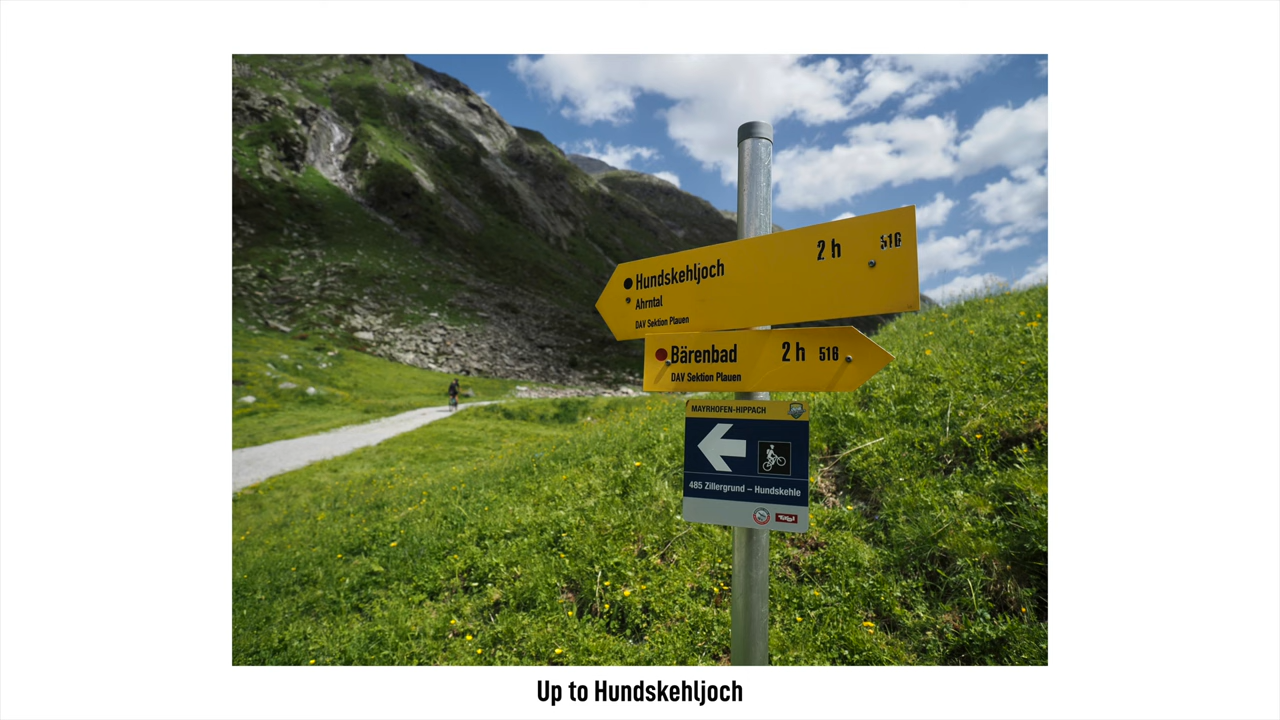 Hundskehljoch 2 h 516
Ahrntal
DAV Sektion Plauen
Bärenbad 2 h 516
DAV Sektion Plauen
MAYRHOFEN-HIPPACH
485 Zillergrund – Hundskehle
Tirol
Up to Hundskehljoch